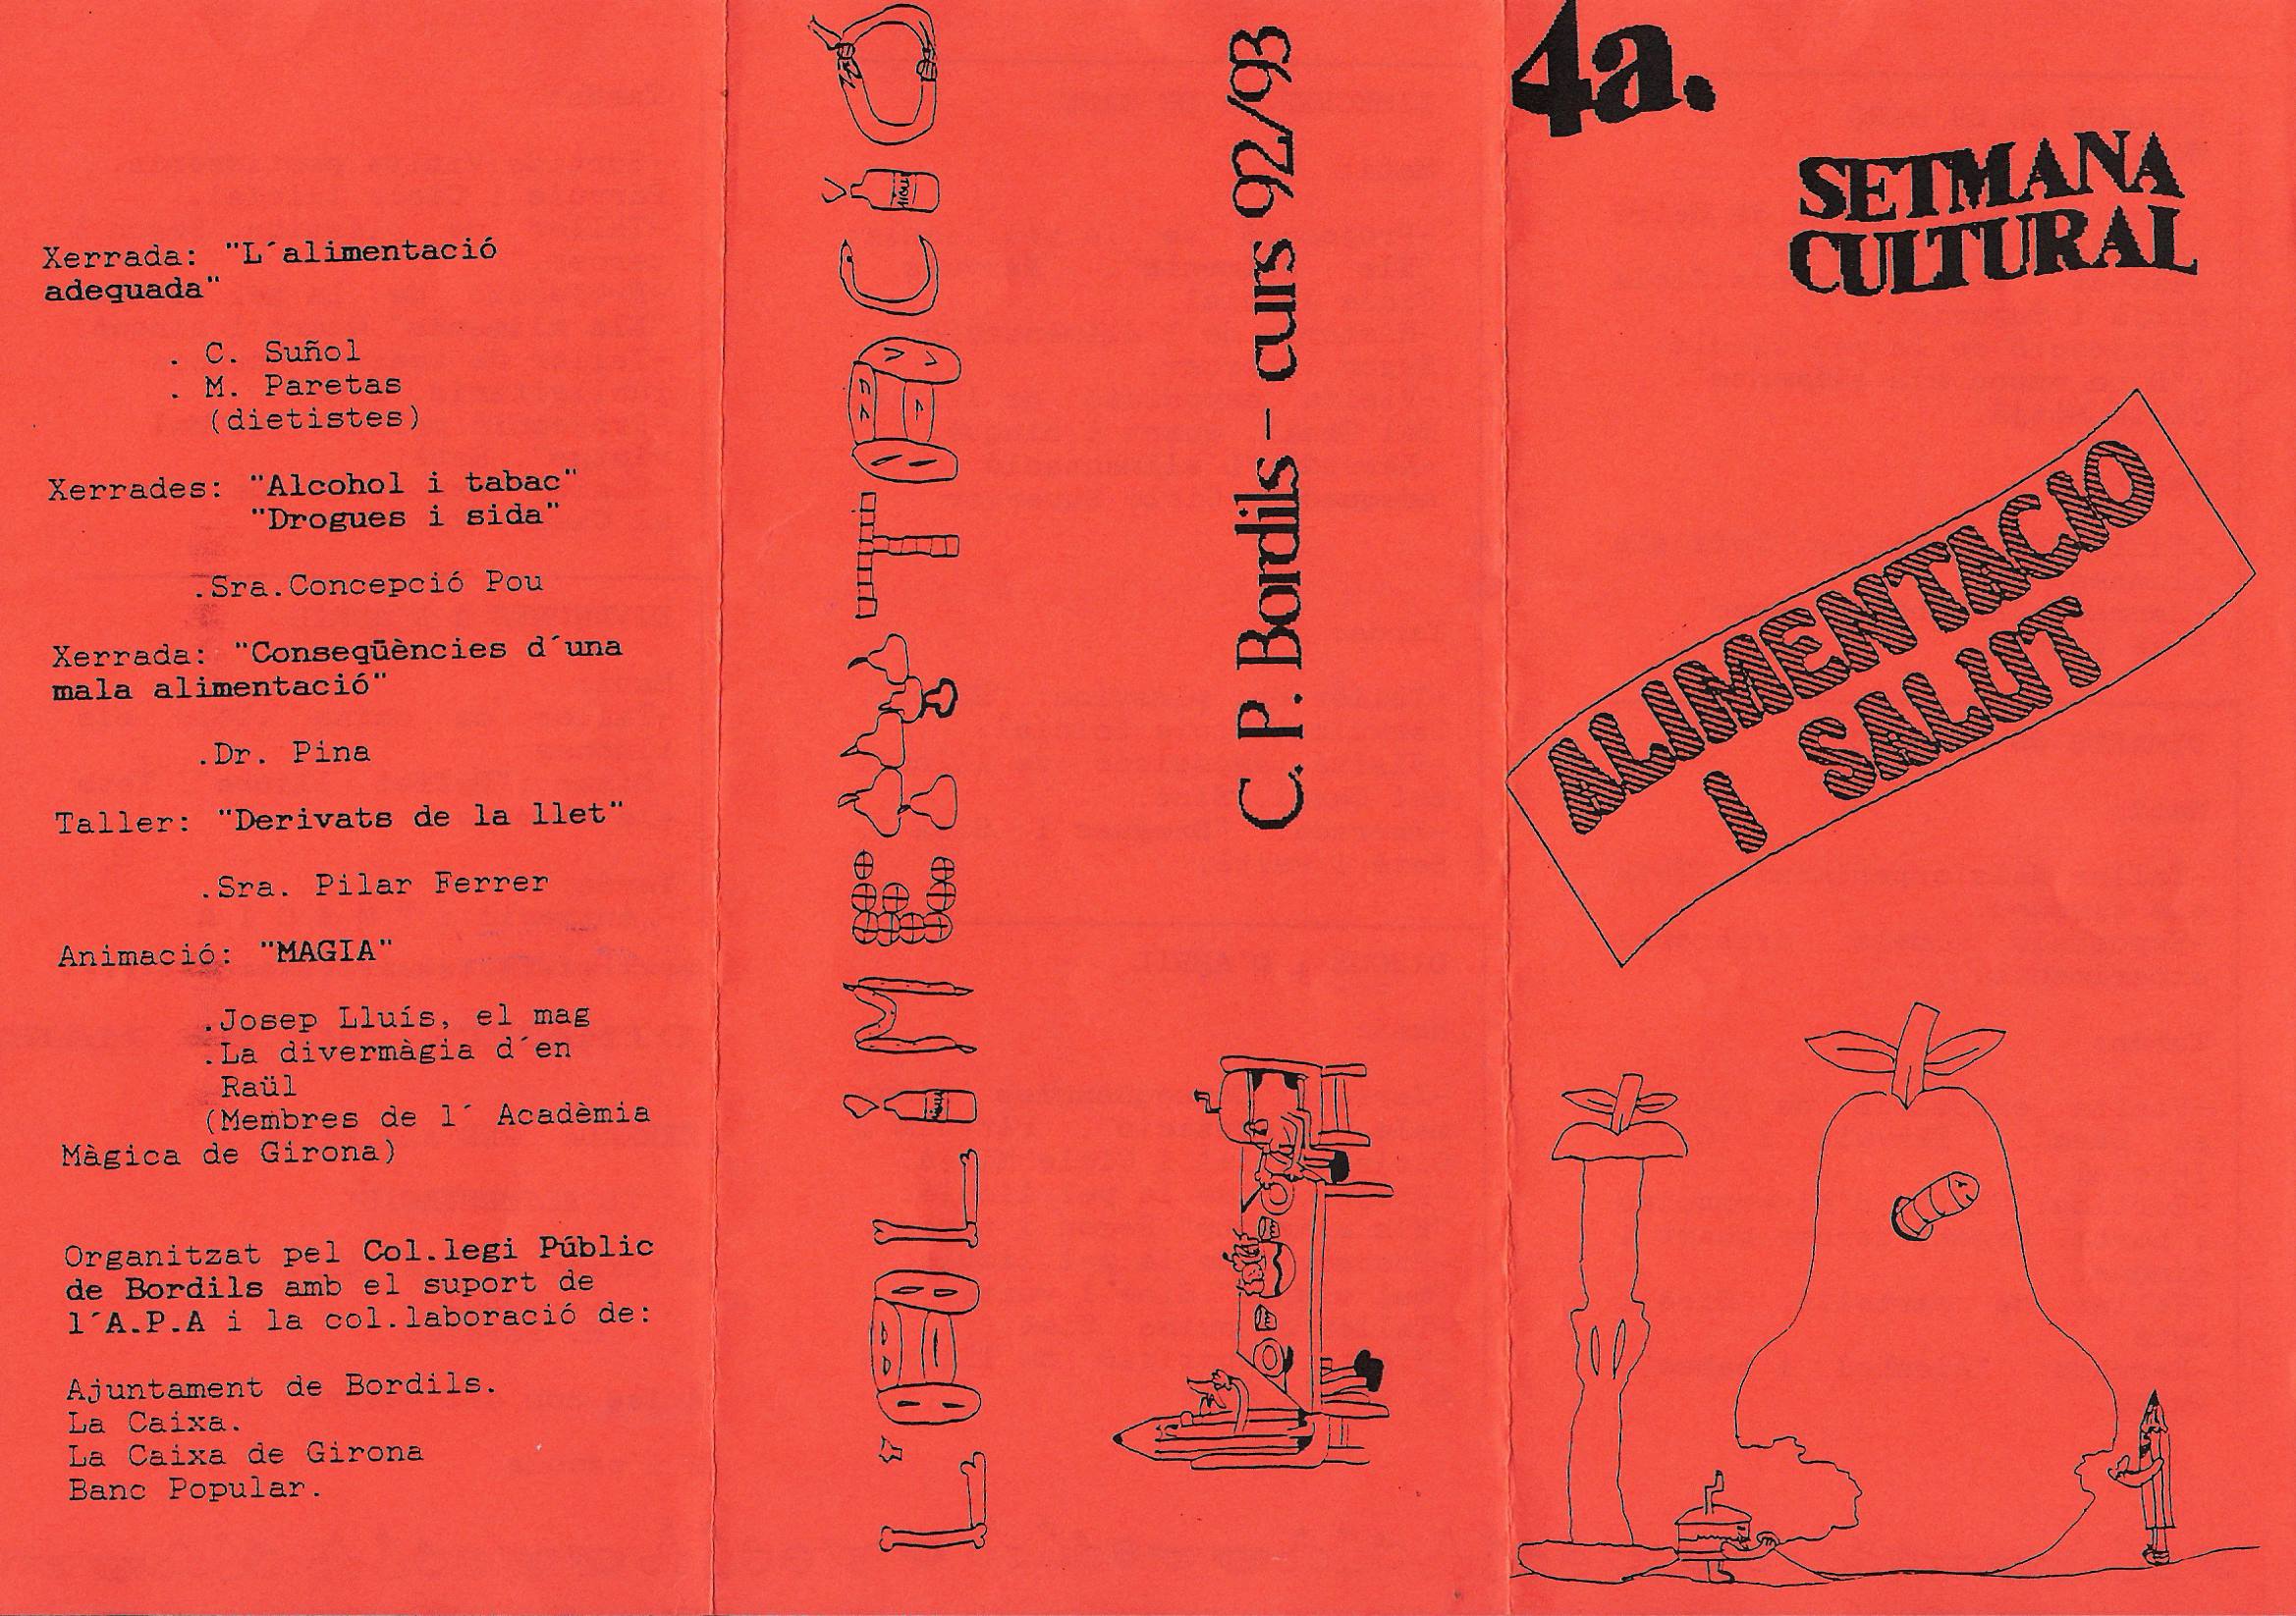 Xerrada: "L´alimentació
adequada"
. C. Suñol
. M. Paretas
(dietistes)
Xerrades: "Alcohol i tabac"
"Drogues i sida"
.Sra.Concepció Pou
Xerrada: "Conseqüències d´una
mala alimentació"
.Dr. Pina
Taller: "Derivats de la llet"
.Sra. Pilar Ferrer
Animació: "MAGIA"
.Josep Lluís, el mag
.La divermàgia d´en
Raül
(Membres de l´ Acadèmia
Màgica de Girona)
Organitzat pel Col.legi Públic
de Bordils amb el suport de
l´A.P.A i la col.laboració de:
Ajuntament de Bordils.
La Caixa.
La Caixa de Girona
Banc Popular.
L'ALIMENTACIÓ
C. P. Bordils - curs 92/93
4a.
SETMANA
CULTURAL
ALIMENTACIO
I SALUT